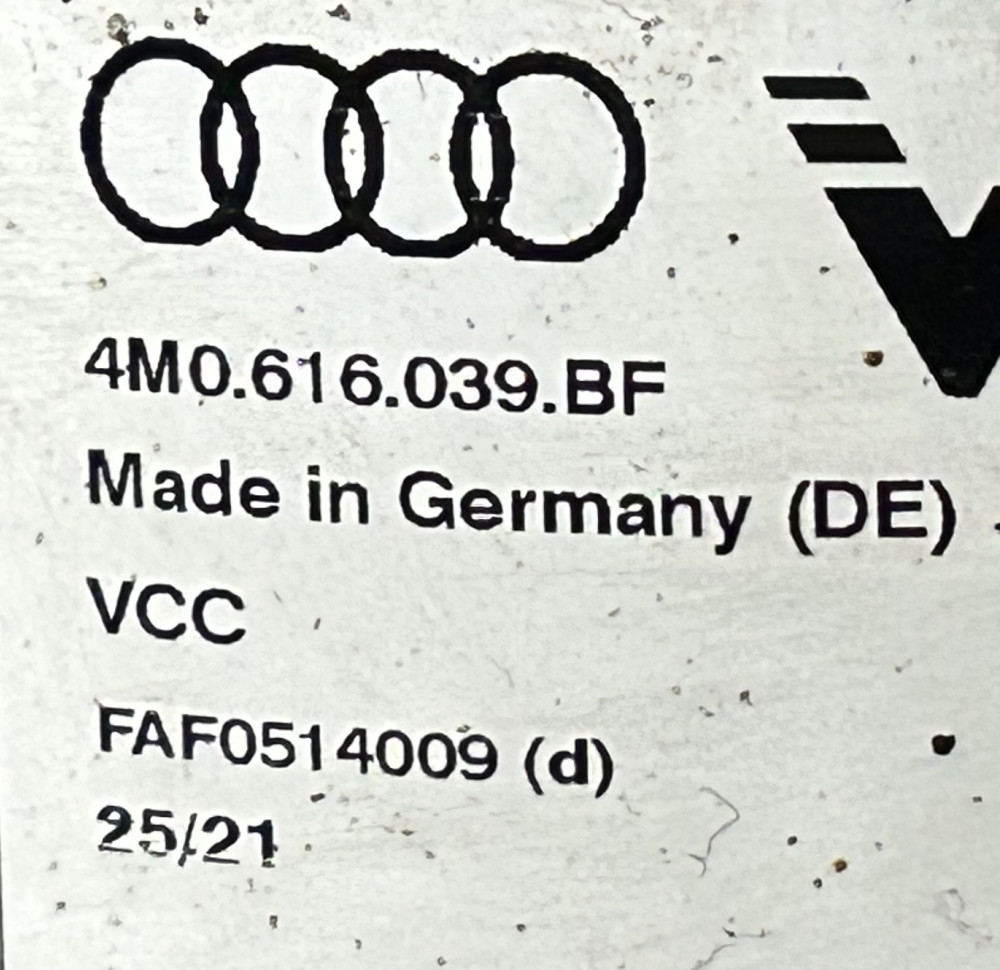 4M0.616.039.BF
Made in Germany (DE)
VCC
FAF0514009 (d)
25/21